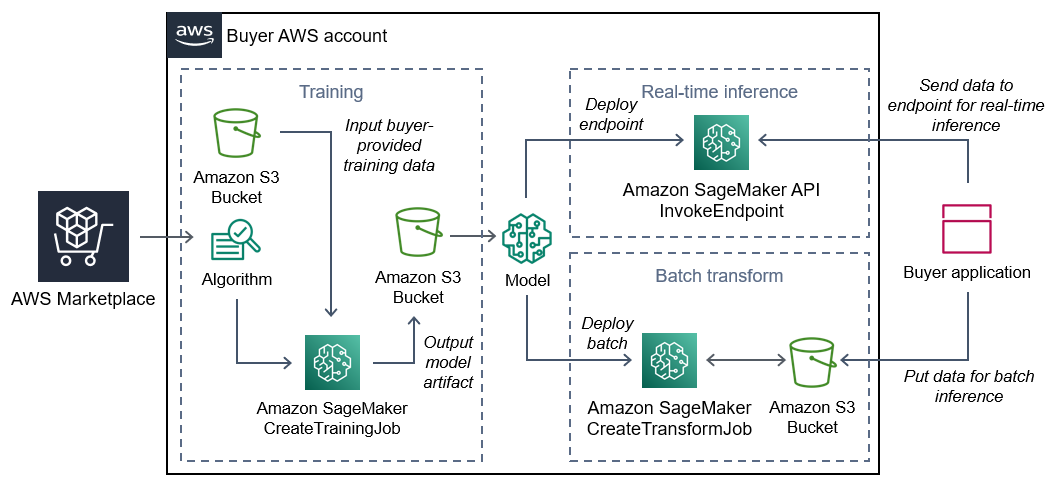 aws
Buyer AWS account
Training
Amazon S3
Bucket
Input buyer-
provided
training data
AWS Marketplace
Algorithm
Amazon S3
Bucket
Output
model
artifact
Amazon SageMaker
CreateTrainingJob
Model
Real-time inference
Deploy
endpoint
Amazon SageMaker API
InvokeEndpoint
Batch transform
Deploy
batch
Amazon SageMaker
CreateTransformJob
Amazon S3
Bucket
Send data to
endpoint for real-time
inference
Buyer application
Put data for batch
inference